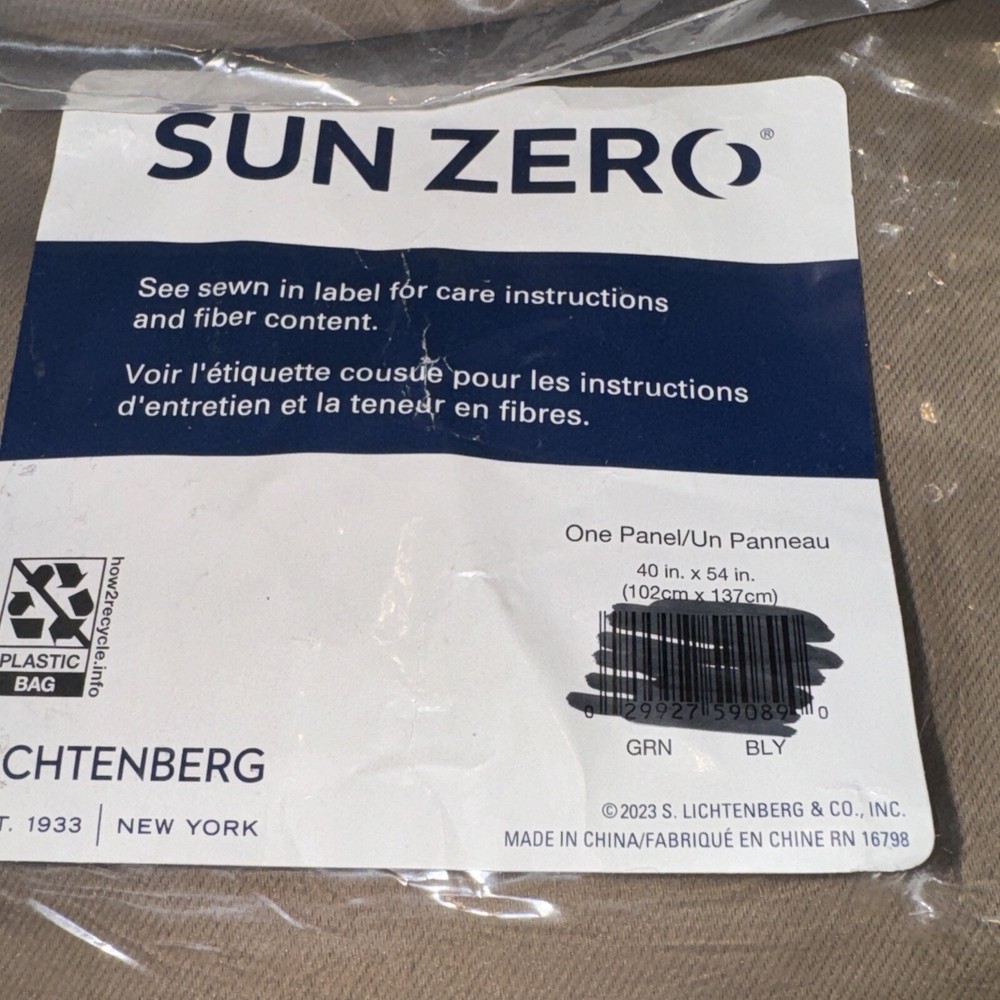 SUN ZERO®
See sewn in label for care instructions
and fiber content.
Voir l'étiquette cousue pour les instructions
d'entretien et la teneur en fibres.
One Panel/Un Panneau
40 in. x 54 in.
(102cm x 137cm)
0 29927 59089 0
GRN BLY
how2recycle.info
PLASTIC
BAG
CHTENBERG
T. 1933 | NEW YORK
©2023 S. LICHTENBERG & CO., INC.
MADE IN CHINA/FABRIQUÉ EN CHINE RN 16798